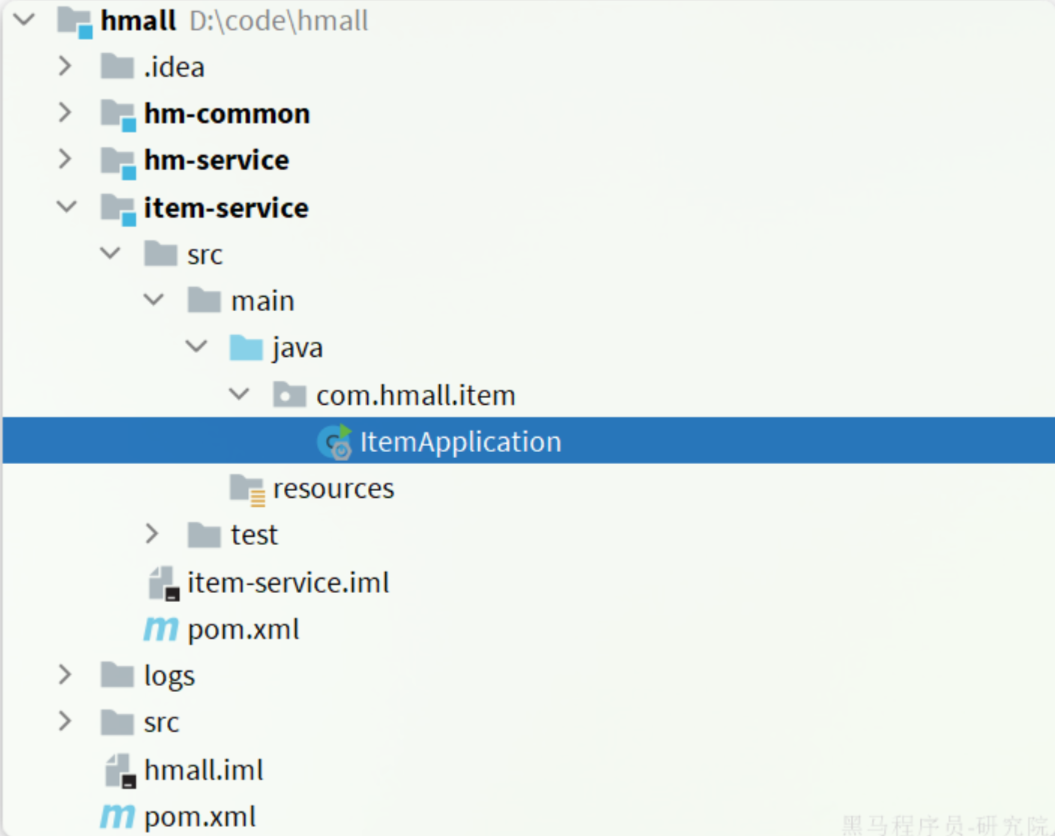 hmall D:\code\hmall
.idea
hm-common
hm-service
item-service
src
main
java
com.hmall.item
ItemApplication
resources
test
item-service.iml
pom.xml
logs
src
hmall.iml
pom.xml
黑马程序员-研究院